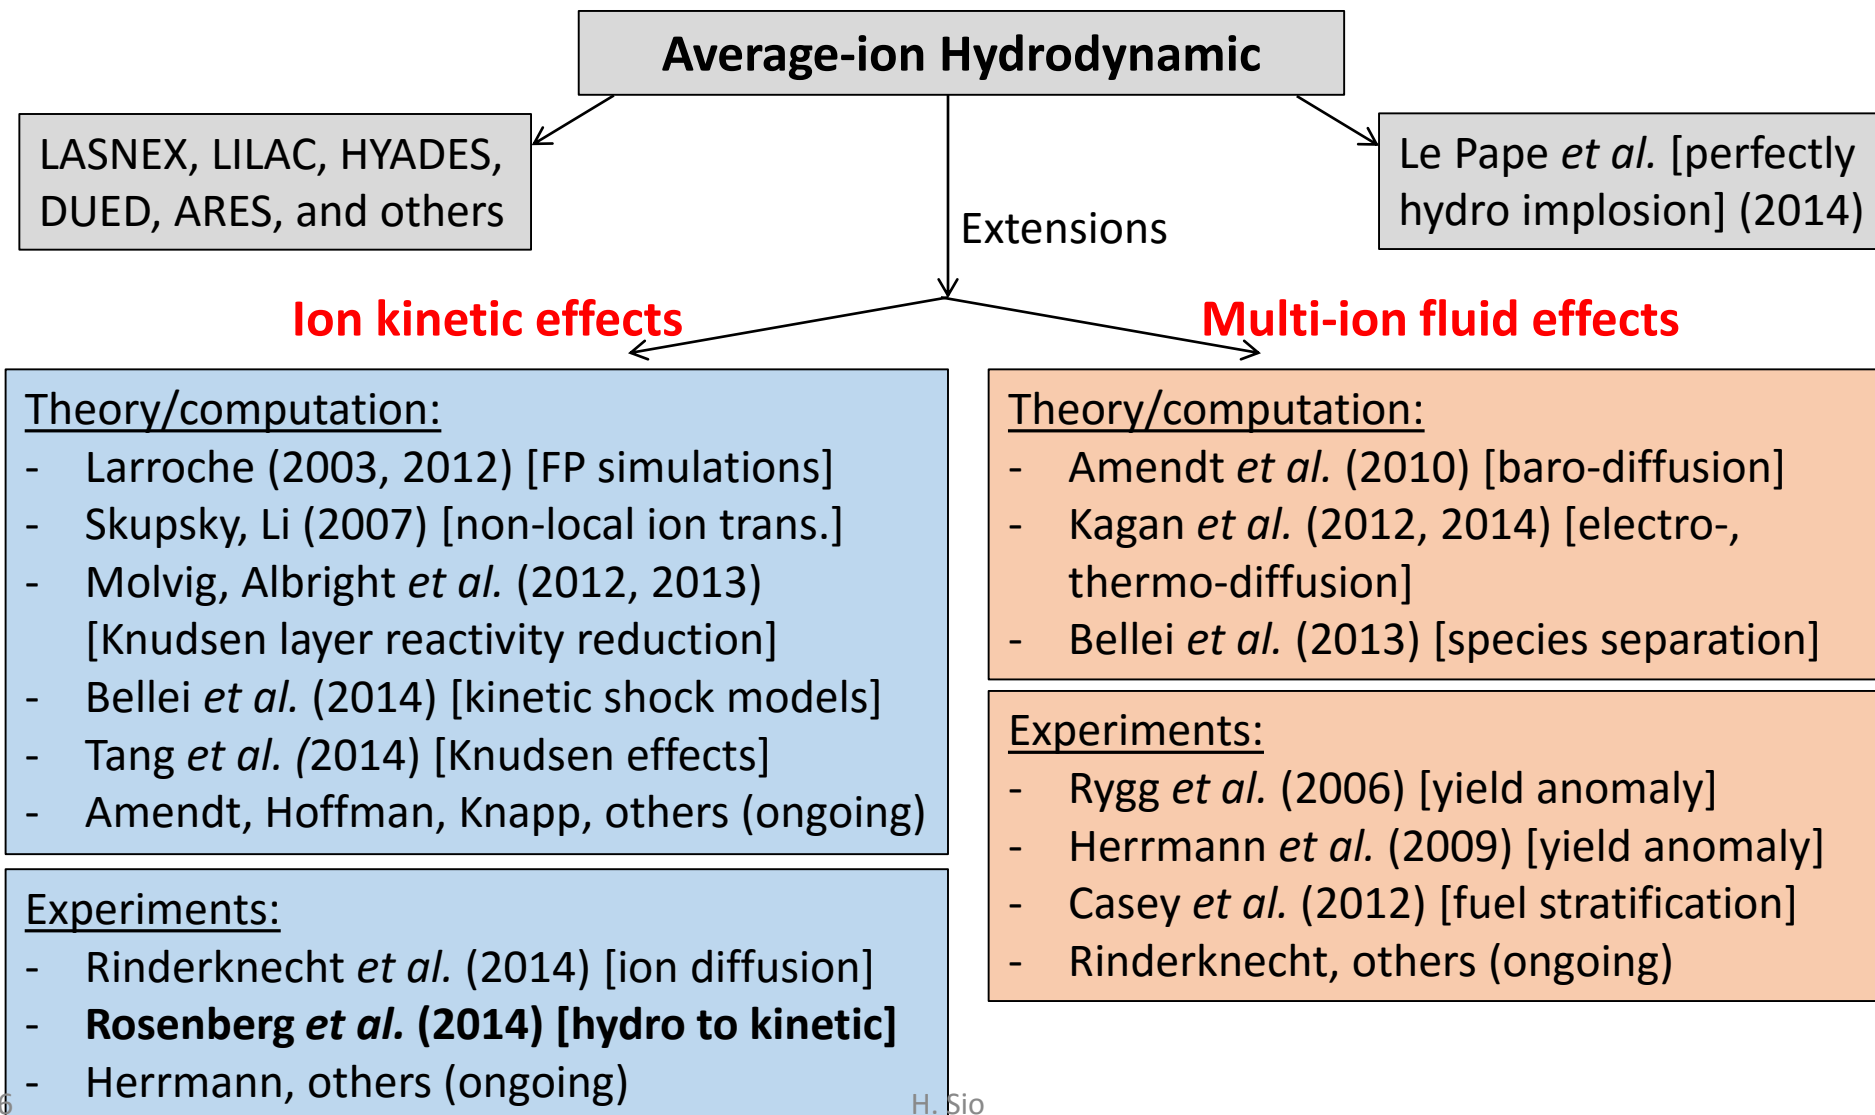 Average-ion Hydrodynamic
LASNEX, LILAC, HYADES,
DUED, ARES, and others
Le Pape et al. [perfectly
hydro implosion] (2014)
Extensions
Ion kinetic effects
Multi-ion fluid effects
Theory/computation:
- Larroche (2003, 2012) [FP simulations]
- Skupsky, Li (2007) [non-local ion trans.]
- Molvig, Albright et al. (2012, 2013)
[Knudsen layer reactivity reduction]
- Bellei et al. (2014) [kinetic shock models]
- Tang et al. (2014) [Knudsen effects]
- Amendt, Hoffman, Knapp, others (ongoing)
Experiments:
- Rinderknecht et al. (2014) [ion diffusion]
- Rosenberg et al. (2014) [hydro to kinetic]
- Herrmann, others (ongoing)
Theory/computation:
- Amendt et al. (2010) [baro-diffusion]
- Kagan et al. (2012, 2014) [electro-,
thermo-diffusion]
- Bellei et al. (2013) [species separation]
Experiments:
- Rygg et al. (2006) [yield anomaly]
- Herrmann et al. (2009) [yield anomaly]
- Casey et al. (2012) [fuel stratification]
- Rinderknecht, others (ongoing)
6
H. Sio